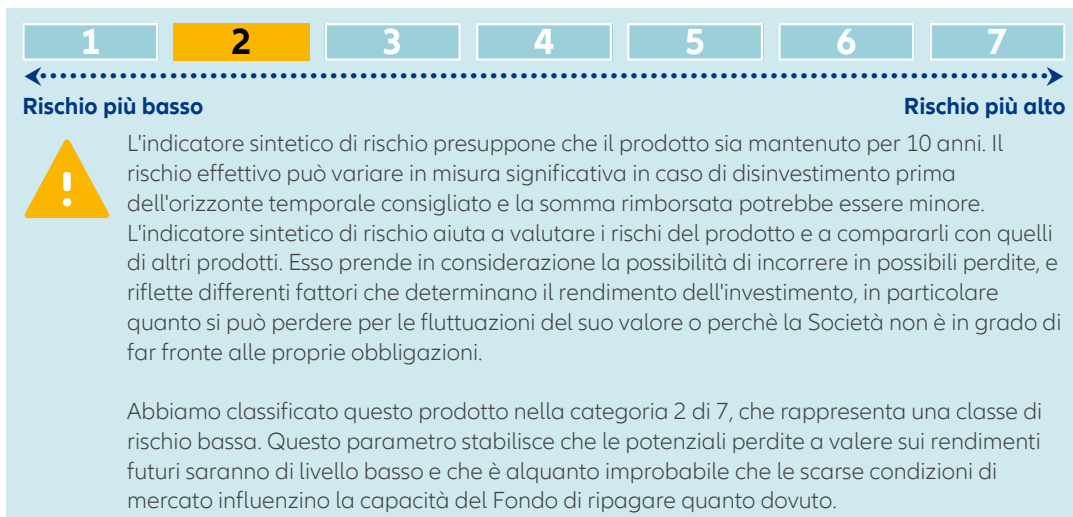 1 2 3 4 5 6 7
Rischio più basso Rischio più alto
L'indicatore sintetico di rischio presuppone che il prodotto sia mantenuto per 10 anni. Il
rischio effettivo può variare in misura significativa in caso di disinvestimento prima
dell'orizzonte temporale consigliato e la somma rimborsata potrebbe essere minore.
L'indicatore sintetico di rischio aiuta a valutare i rischi del prodotto e a compararli con quelli
di altri prodotti. Esso prende in considerazione la possibilità di incorrere in possibili perdite, e
riflette differenti fattori che determinano il rendimento dell'investimento, in particolare
quanto si può perdere per le fluttuazioni del suo valore o perchè la Società non è in grado di
far fronte alle proprie obbligazioni.
Abbiamo classificato questo prodotto nella categoria 2 di 7, che rappresenta una classe di
rischio bassa. Questo parametro stabilisce che le potenziali perdite a valere sui rendimenti
futuri saranno di livello basso e che è alquanto improbabile che le scarse condizioni di
mercato influenzino la capacità del Fondo di ripagare quanto dovuto.